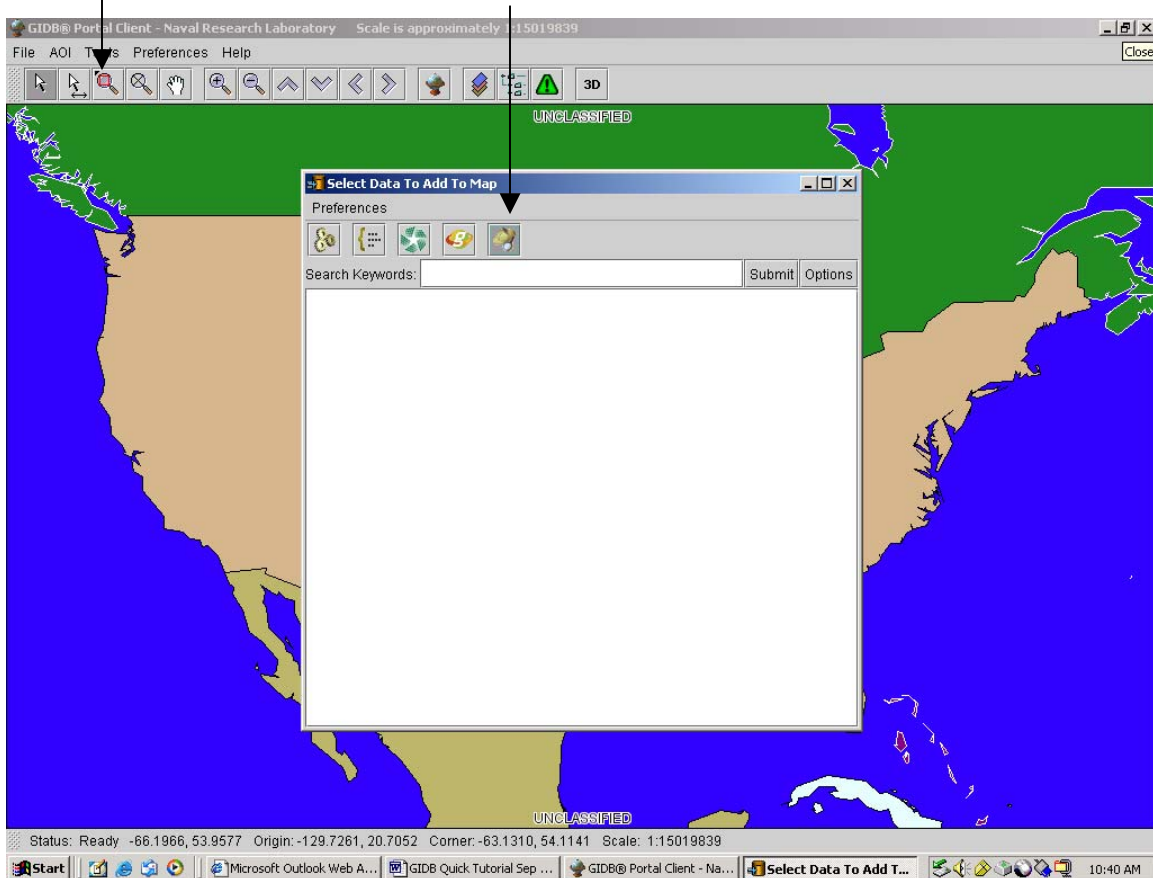 GIDB® Portal Client - Naval Research Laboratory Scale is approximately 1:15019839
File AOI Preferences Help
Close
3D
UNCLASSIFIED
Select Data To Add To Map
Preferences
Search Keywords: Submit Options
UNCLASSIFIED
Status: Ready -66.1966, 53.9577 Origin: -129.7261, 20.7052 Corner: -63.1310, 54.1141 Scale: 1:15019839
Start Microsoft Outlook Web A... GIDB Quick Tutorial Sep ... GIDB® Portal Client - Na... Select Data To Add T... 10:40 AM